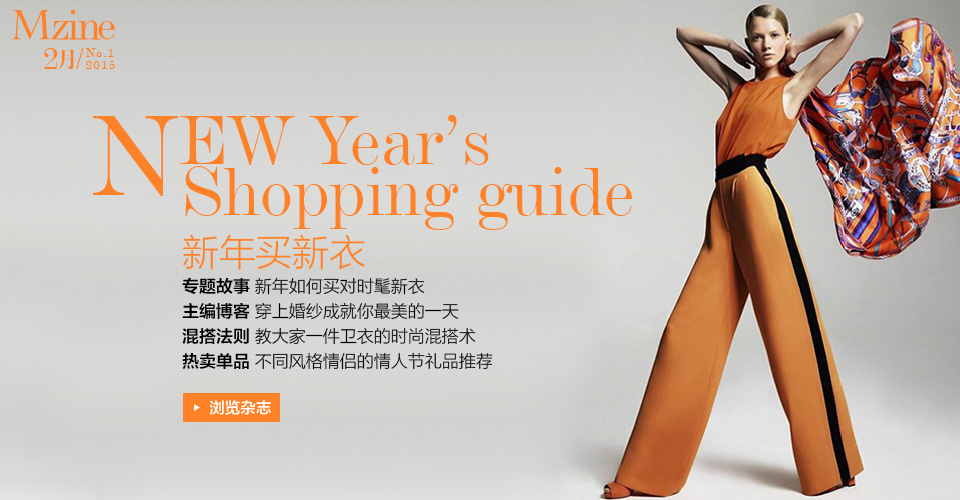 Mzine
2月/No.1
2015
NEW Year's
Shopping guide
新年买新衣
专题故事 新年如何买对时髦新衣
主编博客 穿上婚纱成就你最美的一天
混搭法则 教大家一件卫衣的时尚混搭术
热卖单品 不同风格情侣的情人节礼品推荐
浏览杂志